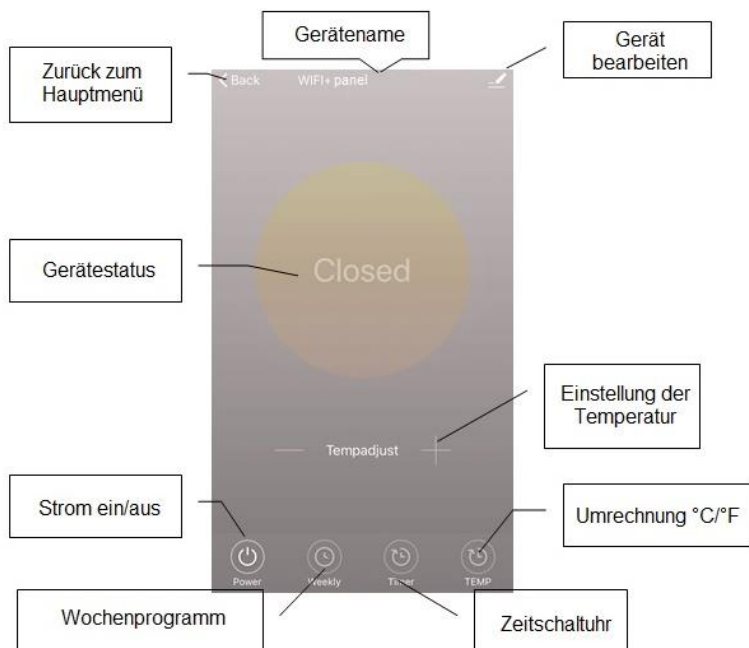 Gerätename
Gerät
bearbeiten
Zurück zum
Hauptmenü
Back
WIFI+ panel
Gerätestatus
Closed
Einstellung der
Temperatur
Tempadjust
Strom ein/aus
Umrechnung °C/°F
Power
Weekly
Timer
TEMP
Wochenprogramm
Zeitschaltuhr